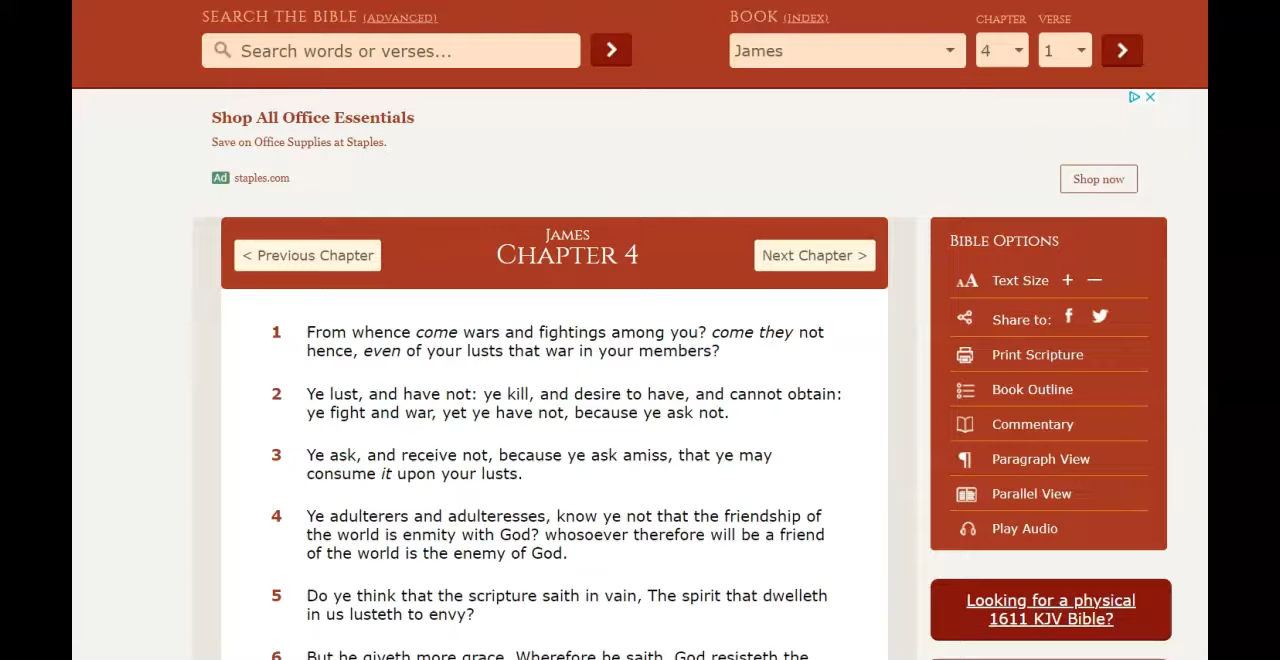 SEARCH THE BIBLE (ADVANCED)
BOOK (INDEX)
CHAPTER VERSE
Search words or verses...
James
4
1
Shop All Office Essentials
Save on Office Supplies at Staples.
Ad staples.com
Shop now
< Previous Chapter
JAMES
CHAPTER 4
Next Chapter >
1 From whence come wars and fightings among you? come they not
hence, even of your lusts that war in your members?
2 Ye lust, and have not: ye kill, and desire to have, and cannot obtain:
ye fight and war, yet ye have not, because ye ask not.
3 Ye ask, and receive not, because ye ask amiss, that ye may
consume it upon your lusts.
4 Ye adulterers and adulteresses, know ye not that the friendship of
the world is enmity with God? whosoever therefore will be a friend
of the world is the enemy of God.
5 Do ye think that the scripture saith in vain, The spirit that dwelleth
in us lusteth to envy?
6 But he giveth more grace. Wherefore he saith, God resisteth the
BIBLE OPTIONS
AA Text Size + —
Share to: f
Print Scripture
Book Outline
Commentary
Paragraph View
Parallel View
Play Audio
Looking for a physical
1611 KJV Bible?